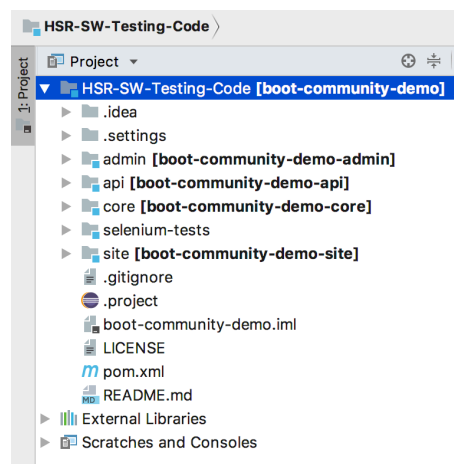 HSR-SW-Testing-Code
1: Project
Project
HSR-SW-Testing-Code [boot-community-demo]
.idea
.settings
admin [boot-community-demo-admin]
api [boot-community-demo-api]
core [boot-community-demo-core]
selenium-tests
site [boot-community-demo-site]
.gitignore
.project
boot-community-demo.iml
LICENSE
m pom.xml
MD README.md
External Libraries
Scratches and Consoles